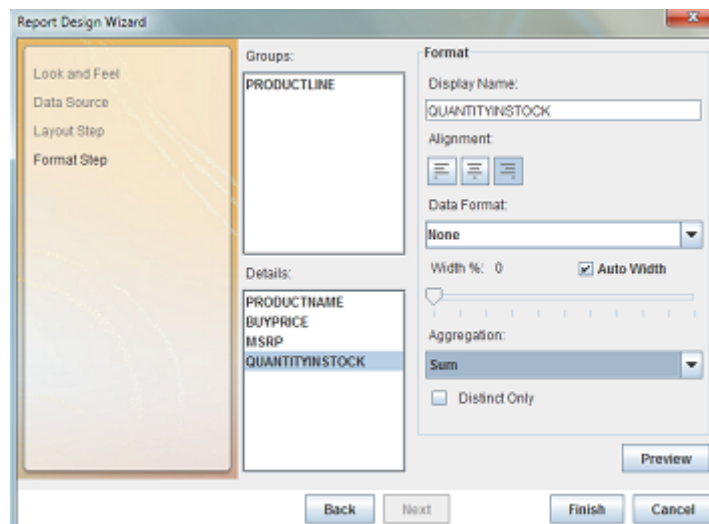 Report Design Wizard
Look and Feel
Data Source
Layout Step
Format Step
Groups:
PRODUCTLINE
Details:
PRODUCTNAME
BUYPRICE
MSRP
QUANTITYINSTOCK
Format
Display Name:
QUANTITYINSTOCK
Alignment:
Data Format:
None
Width %: 0
Auto Width
Aggregation:
Sum
Distinct Only
Preview
Back
Next
Finish
Cancel